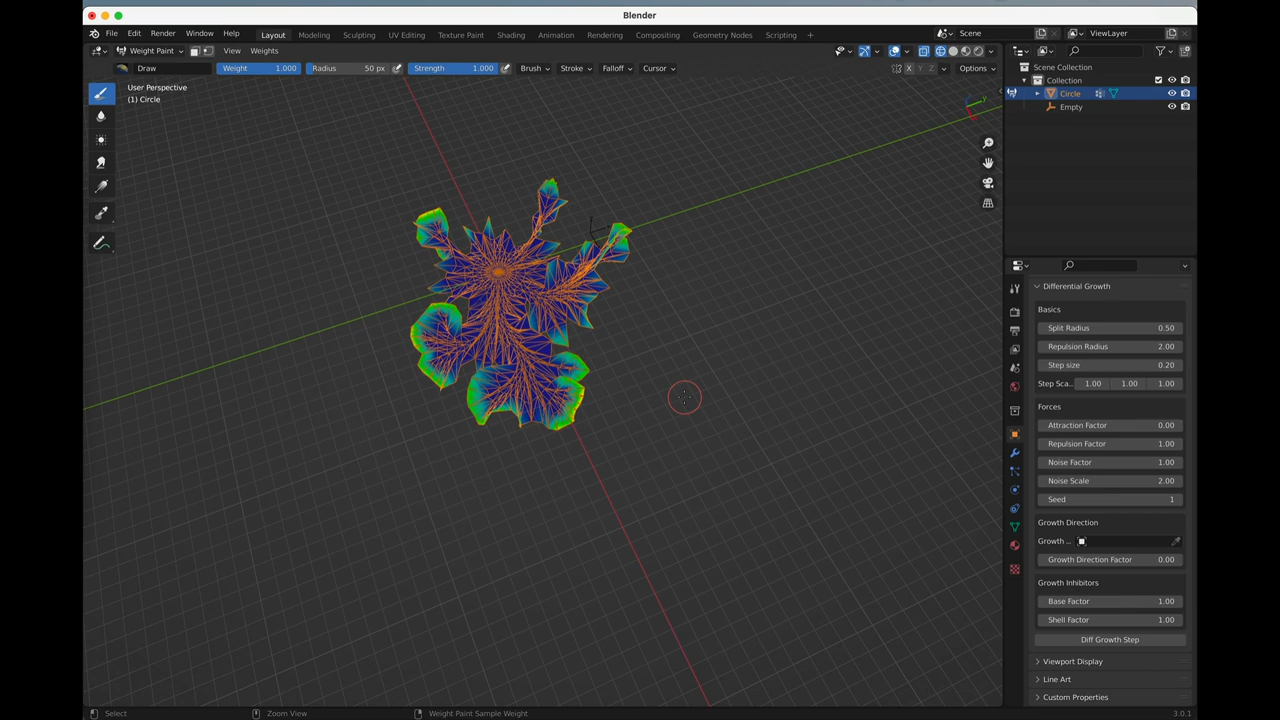 Blender
File Edit Render Window Help Layout Modeling Sculpting UV Editing Texture Paint Shading Animation Rendering Compositing Geometry Nodes Scripting + Scene ViewLayer
Weight Paint View Weights
Draw Weight 1.000 Radius 50 px Strength 1.000 Brush Stroke Falloff Cursor X Y Z Options
User Perspective
(1) Circle
Y
Scene Collection
Collection
Circle
Empty
Differential Growth
Basics
Split Radius 0.50
Repulsion Radius 2.00
Step size 0.20
Step Sca... 1.00 1.00 1.00
Forces
Attraction Factor 0.00
Repulsion Factor 1.00
Noise Factor 1.00
Noise Scale 2.00
Seed 1
Growth Direction
Growth ...
Growth Direction Factor 0.00
Growth Inhibitors
Base Factor 1.00
Shell Factor 1.00
Diff Growth Step
Viewport Display
Line Art
Custom Properties
Select Zoom View Weight Paint Sample Weight 3.0.1